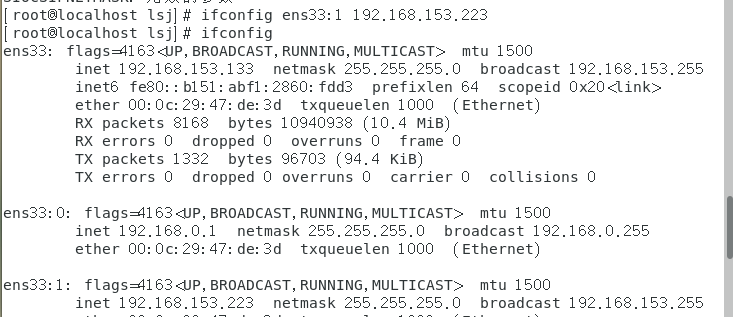 [root@localhost lsj]# ifconfig ens33:1 192.168.153.223
[root@localhost lsj]# ifconfig
ens33: flags=4163<UP,BROADCAST,RUNNING,MULTICAST>  mtu 1500
        inet 192.168.153.133  netmask 255.255.255.0  broadcast 192.168.153.255
        inet6 fe80::b151:abf1:2860:fdd3  prefixlen 64  scopeid 0x20<link>
        ether 00:0c:29:47:de:3d  txqueuelen 1000  (Ethernet)
        RX packets 8168  bytes 10940938 (10.4 MiB)
        RX errors 0  dropped 0  overruns 0  frame 0
        TX packets 1332  bytes 96703 (94.4 KiB)
        TX errors 0  dropped 0 overruns 0  carrier 0  collisions 0
ens33:0: flags=4163<UP,BROADCAST,RUNNING,MULTICAST>  mtu 1500
        inet 192.168.0.1  netmask 255.255.255.0  broadcast 192.168.0.255
        ether 00:0c:29:47:de:3d  txqueuelen 1000  (Ethernet)
ens33:1: flags=4163<UP,BROADCAST,RUNNING,MULTICAST>  mtu 1500
        inet 192.168.153.223  netmask 255.255.255.0  broadcast 192.168.153.255